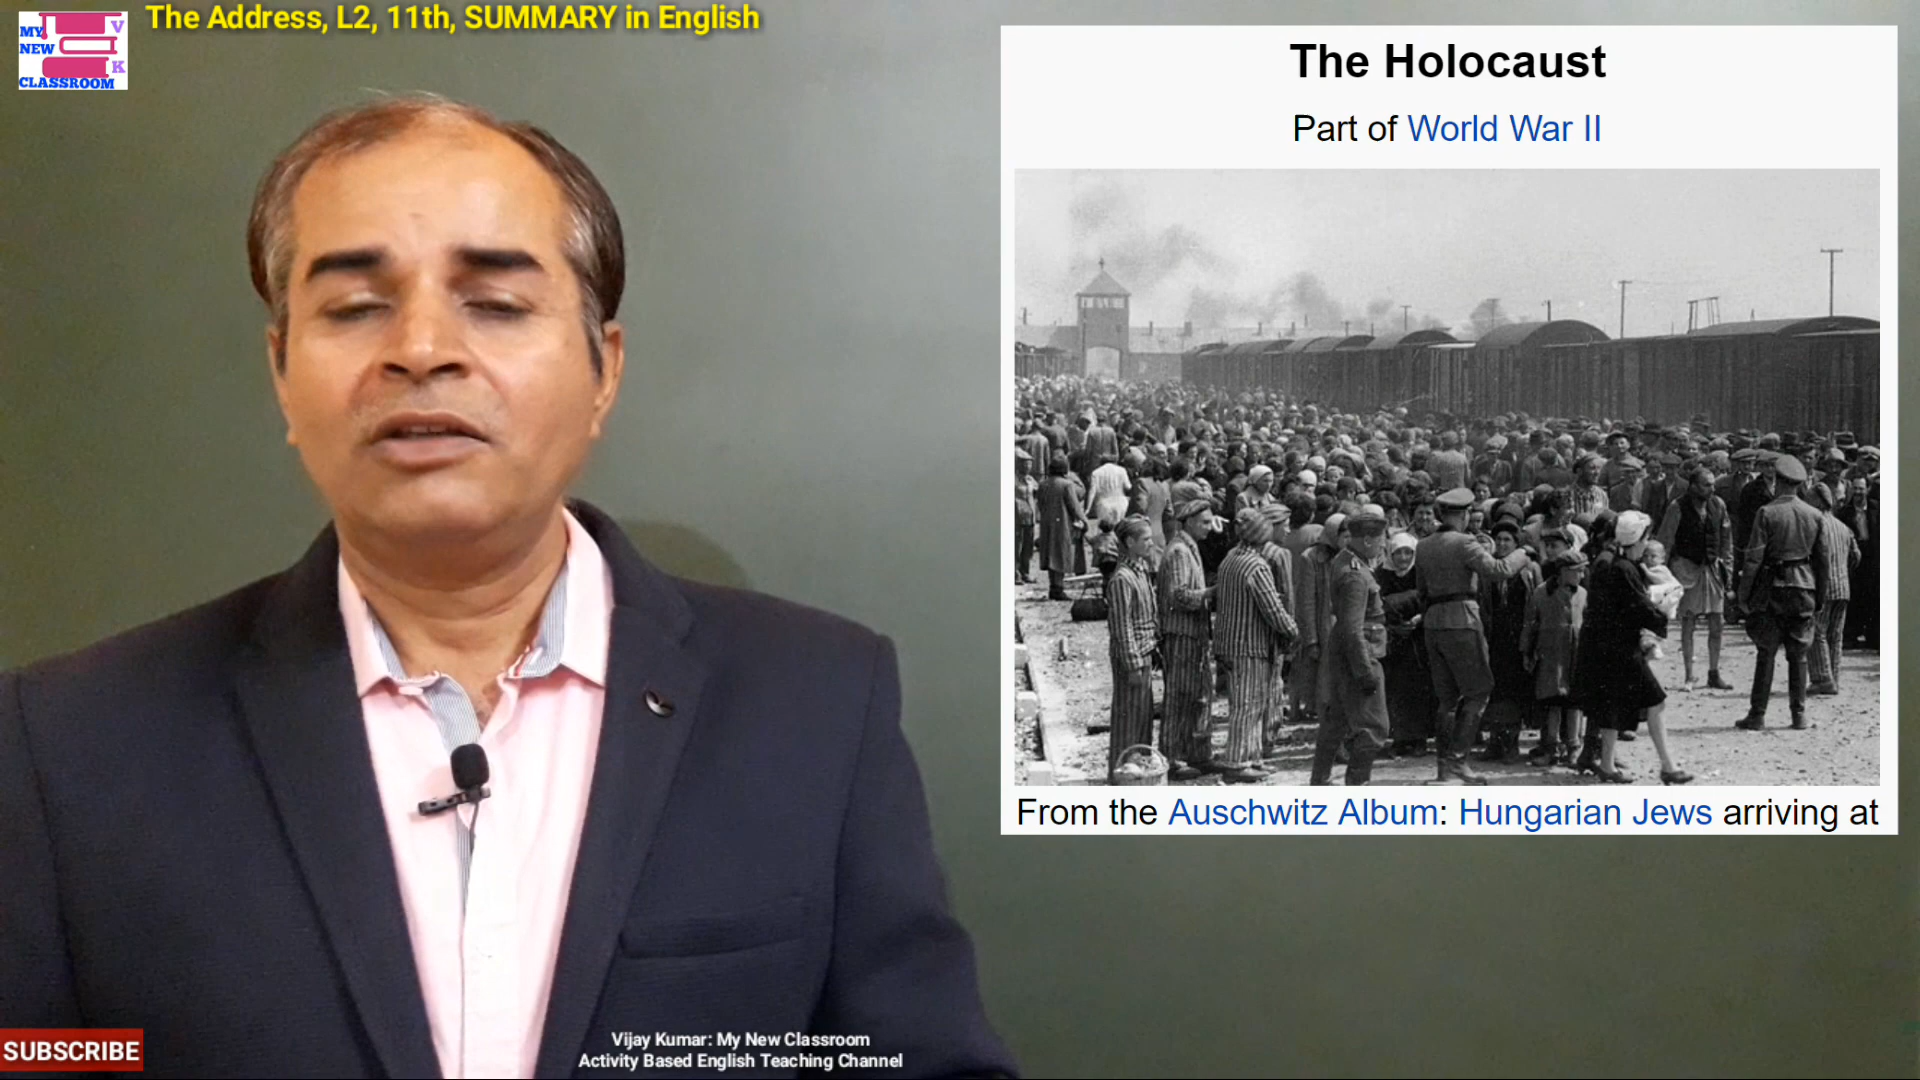 The Address, L2, 11th, SUMMARY in English
MY V
NEW
K
CLASSROOM
The Holocaust
Part of World War II
From the Auschwitz Album: Hungarian Jews arriving at
Vijay Kumar: My New Classroom
Activity Based English Teaching Channel
SUBSCRIBE